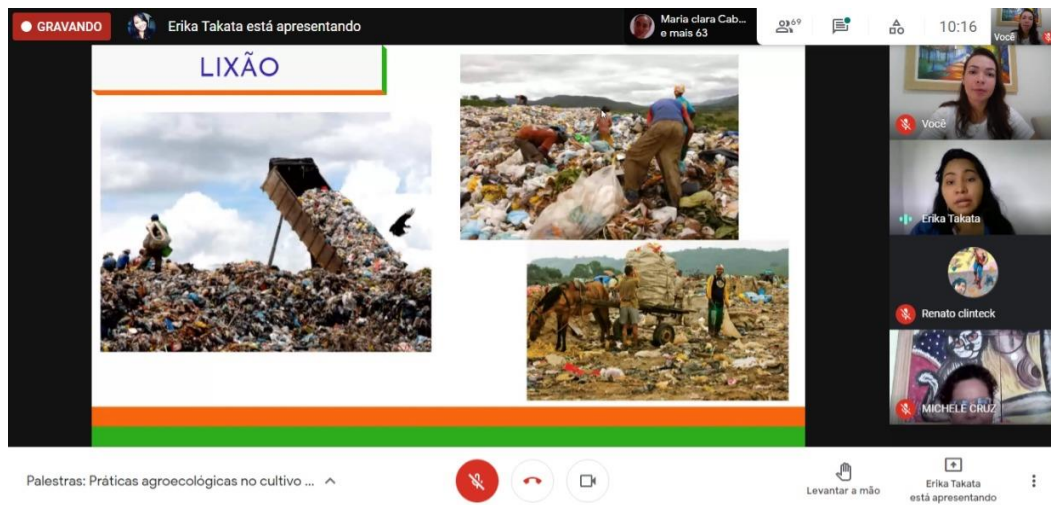 GRAVANDO
Erika Takata está apresentando
Maria clara Cab...
e mais 63
69
10:16
Você
LIXÃO
Você
Erika Takata
Renato clinteck
MICHELE CRUZ
Palestras: Práticas agroecológicas no cultivo ...
Levantar a mão
Erika Takata
está apresentando